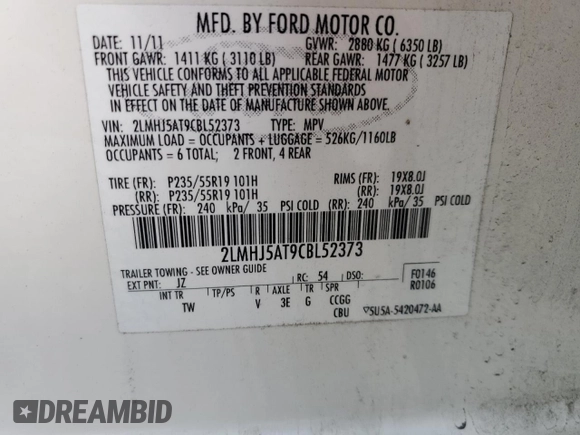 MFD. BY FORD MOTOR CO.
DATE: 11/11 GVWR: 2880 KG ( 6350 LB)
FRONT GAWR: 1411 KG ( 3110 LB) REAR GAWR: 1477 KG ( 3257 LB)
THIS VEHICLE CONFORMS TO ALL APPLICABLE FEDERAL MOTOR
VEHICLE SAFETY AND THEFT PREVENTION STANDARDS
IN EFFECT ON THE DATE OF MANUFACTURE SHOWN ABOVE.
VIN: 2LMHJ5AT9CBL52373 TYPE: MPV
MAXIMUM LOAD = OCCUPANTS + LUGGAGE = 526KG/1160LB
OCCUPANTS = 6 TOTAL; 2 FRONT, 4 REAR
TIRE (FR): P235/55R19 101H RIMS (FR): 19X8.0J
(RR): P235/55R19 101H (RR): 19X8.0J
PRESSURE (FR): 240 kPa/ 35 PSI COLD (RR): 240 kPa/ 35 PSI COLD
2LMHJ5AT9CBL52373
TRAILER TOWING - SEE OWNER GUIDE
EXT PNT: JZ RC: 54 DSO: F0146
R0106
INT TR TP/PS R AXLE TR SPR
TW V 3E G CCGG
CBU 5U5A-5420472-AA
DREAMBID